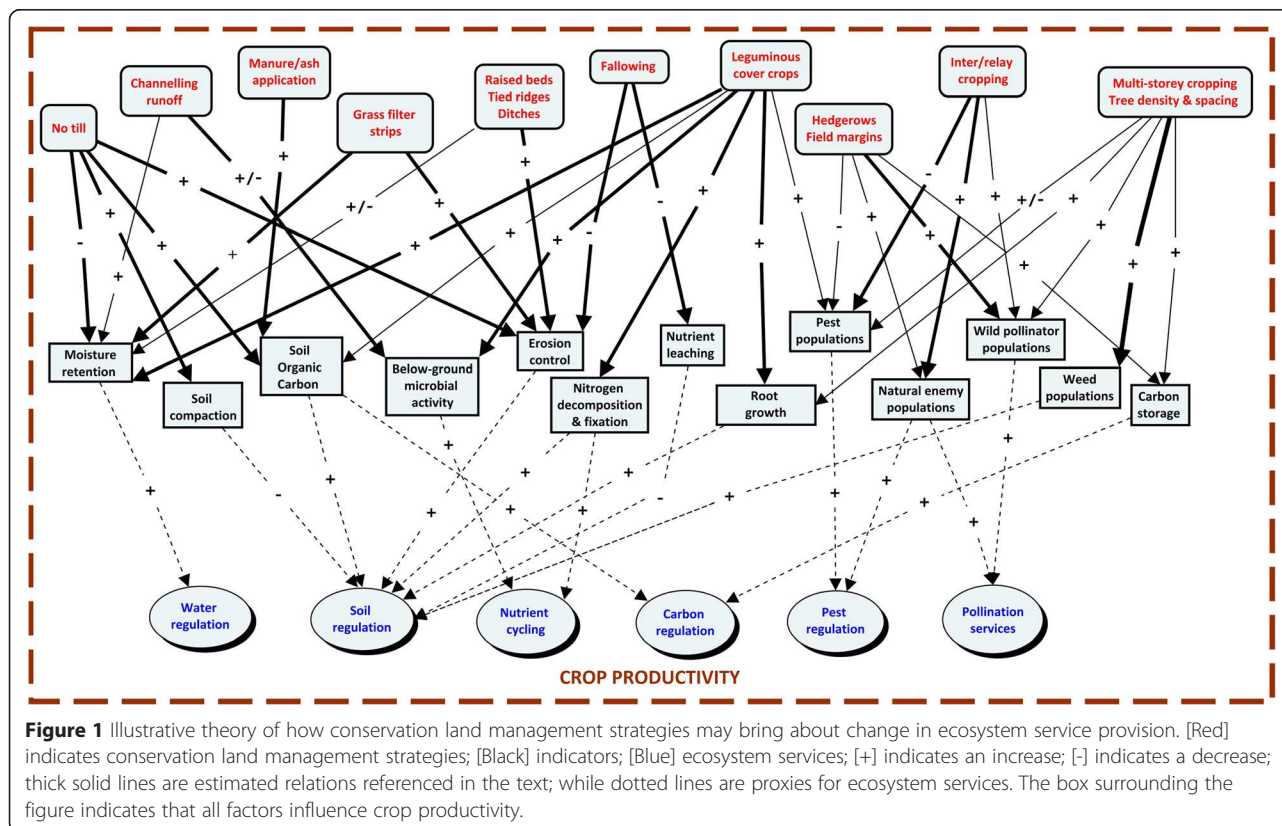 Manure/ash
application
Channelling
runoff
No till
Grass filter
strips
Raised beds
Tied ridges
Ditches
Fallowing
Leguminous
cover crops
Hedgerows
Field margins
Inter/relay
cropping
Multi-storey cropping
Tree density & spacing
+
+
+/-
+
-
+
+
+
+
+/-
+
+
+
-
-
+
+
+
+
+
-
-
+
+
+
+
+/-
+
+
+
+
Moisture
retention
Soil
compaction
Soil
Organic
Carbon
Below-ground
microbial
activity
Erosion
control
Nitrogen
decomposition
& fixation
Nutrient
leaching
Root
growth
Pest
populations
Natural enemy
populations
Wild pollinator
populations
Weed
populations
Carbon
storage
+
-
+
+
+
+
+
+
+
-
+
+
+
+
+
+
Water
regulation
Soil
regulation
Nutrient
cycling
Carbon
regulation
Pest
regulation
Pollination
services
CROP PRODUCTIVITY
Figure 1 Illustrative theory of how conservation land management strategies may bring about change in ecosystem service provision. [Red]
indicates conservation land management strategies; [Black] indicators; [Blue] ecosystem services; [+] indicates an increase; [-] indicates a decrease;
thick solid lines are estimated relations referenced in the text; while dotted lines are proxies for ecosystem services. The box surrounding the
figure indicates that all factors influence crop productivity.